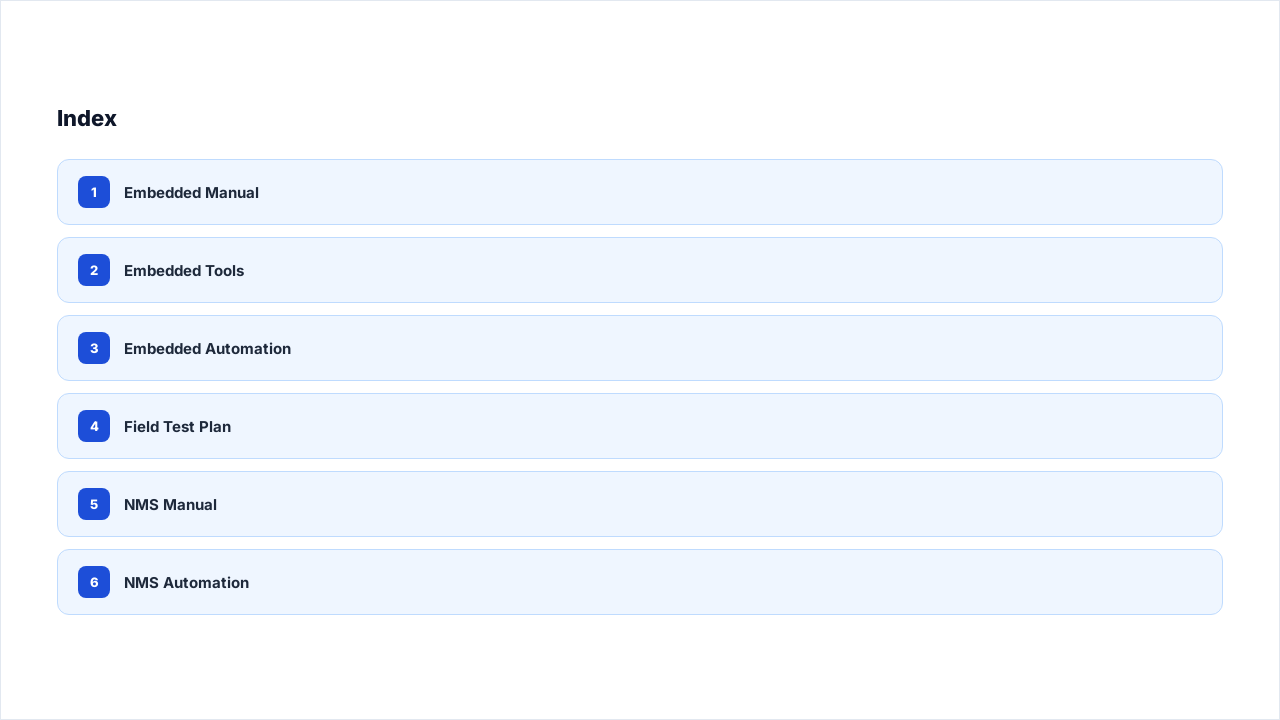 Index
1 Embedded Manual
2 Embedded Tools
3 Embedded Automation
4 Field Test Plan
5 NMS Manual
6 NMS Automation